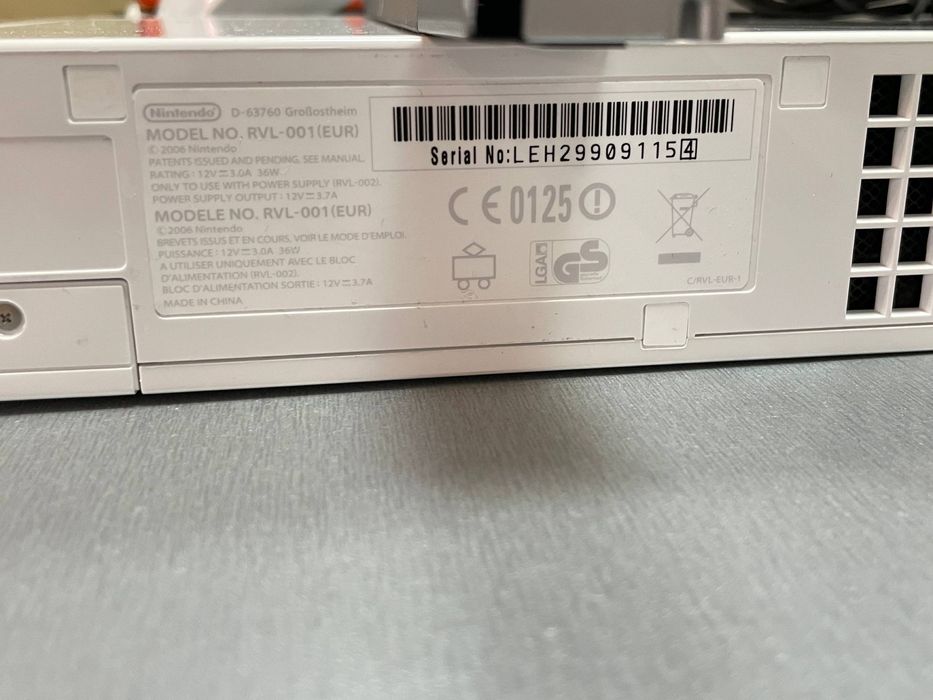 Nintendo D-63760 Großostheim
MODEL NO. RVL-001(EUR)
© 2006 Nintendo
PATENTS ISSUED AND PENDING, SEE MANUAL.
RATING : 12V⎓3.0A 36W
ONLY TO USE WITH POWER SUPPLY (RVL-002).
POWER SUPPLY OUTPUT : 12V⎓3.7A
MODELE NO. RVL-001(EUR)
© 2006 Nintendo
BREVETS ISSUS ET EN COURS, VOIR LE MODE D'EMPLOI.
PUISSANCE : 12V⎓3.0A 36W
A UTILISER UNIQUEMENT AVEC LE BLOC
D'ALIMENTATION (RVL-002).
BLOC D'ALIMENTATION SORTIE : 12V⎓3.7A
MADE IN CHINA
Serial No:LEH299091154
CE0125
LGA GS
C/RVL-EUR-1